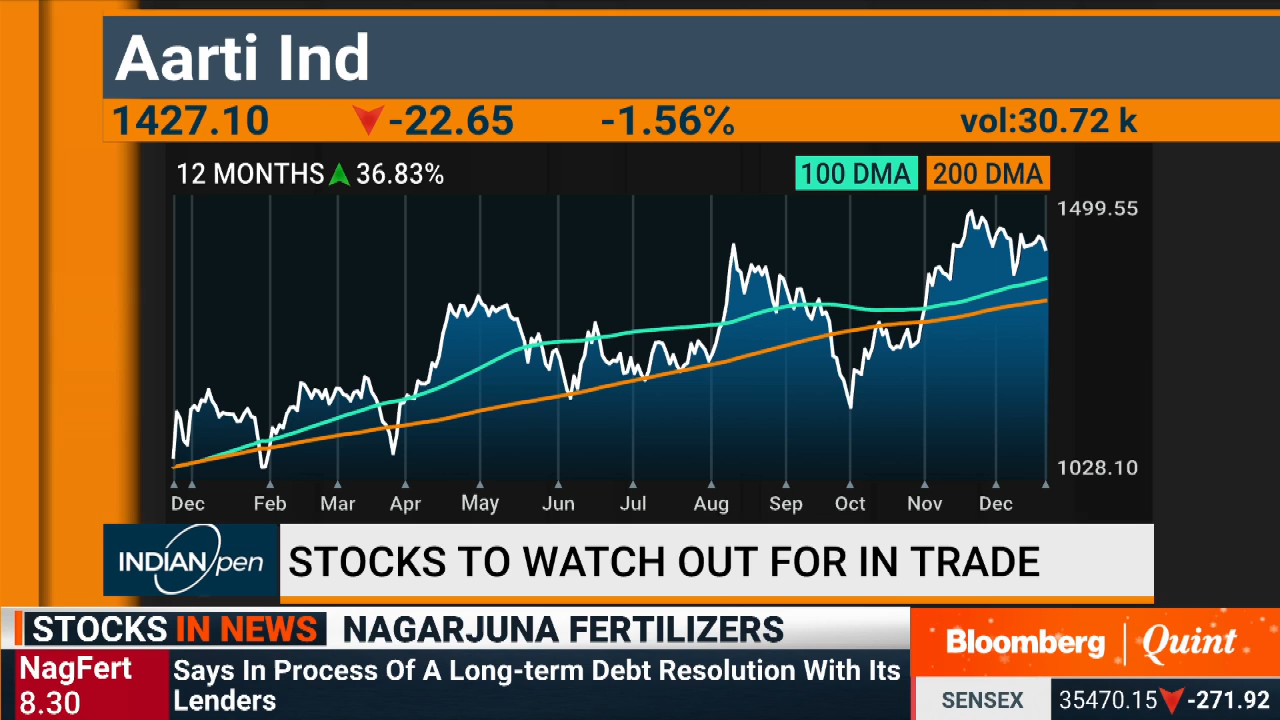 Aarti Ind
1427.10 -22.65 -1.56% vol:30.72 k
12 MONTHS 36.83% 100 DMA 200 DMA
1499.55
1028.10
Dec Feb Mar Apr May Jun Jul Aug Sep Oct Nov Dec
INDIAN Open STOCKS TO WATCH OUT FOR IN TRADE
STOCKS IN NEWS NAGARJUNA FERTILIZERS
Bloomberg | Quint
NagFert
8.30
Says In Process Of A Long-term Debt Resolution With Its
Lenders
SENSEX 35470.15 -271.92